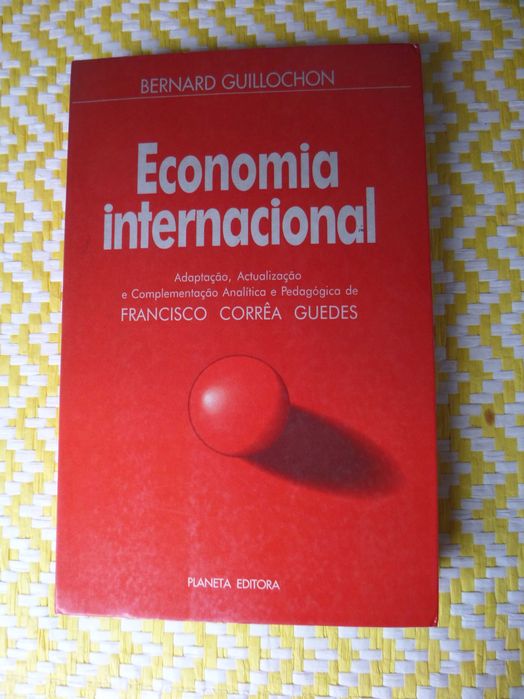 BERNARD GUILLOCHON
Economia
internacional
Adaptação, Actualização
e Complementação Analítica e Pedagógica de
FRANCISCO CORRÊA GUEDES
PLANETA EDITORA